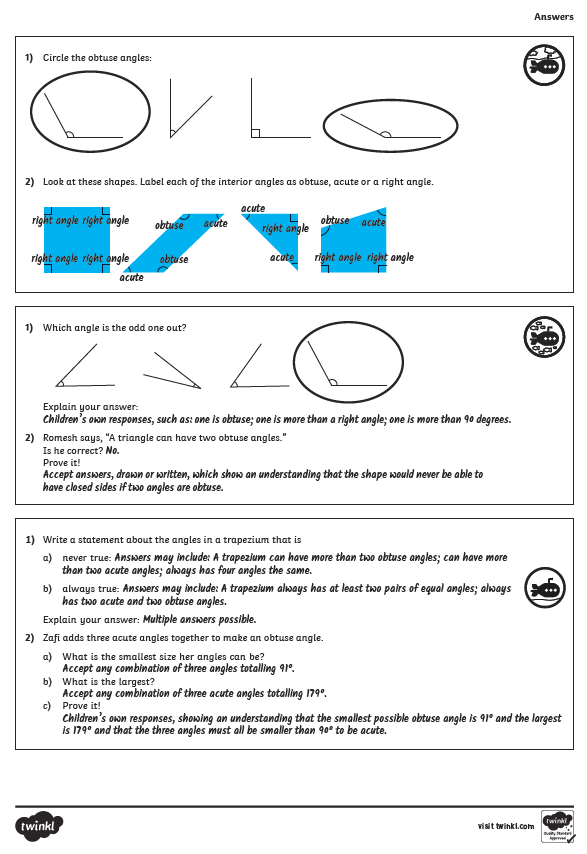 Answers
1) Circle the obtuse angles:
2) Look at these shapes. Label each of the interior angles as obtuse, acute or a right angle.
right angle right angle
right angle right angle
obtuse acute
obtuse
acute
acute
right angle
acute
obtuse acute
right angle right angle
1) Which angle is the odd one out?
Explain your answer:
Children's own responses, such as: one is obtuse; one is more than a right angle; one is more than 90 degrees.
2) Romesh says, "A triangle can have two obtuse angles."
Is he correct? No.
Prove it!
Accept answers, drawn or written, which show an understanding that the shape would never be able to
have closed sides if two angles are obtuse.
1) Write a statement about the angles in a trapezium that is
a) never true: Answers may include: A trapezium can have more than two obtuse angles; can have more
than two acute angles; always has four angles the same.
b) always true: Answers may include: A trapezium always has at least two pairs of equal angles; always
has two acute and two obtuse angles.
Explain your answer: Multiple answers possible.
2) Zafi adds three acute angles together to make an obtuse angle.
a) What is the smallest size her angles can be?
Accept any combination of three angles totalling 91°.
b) What is the largest?
Accept any combination of three acute angles totalling 179°.
c) Prove it!
Children's own responses, showing an understanding that the smallest possible obtuse angle is 91° and the largest
is 179° and that the three angles must all be smaller than 90° to be acute.
twinkl
visit twinkl.com
twinkl
Quality Standard
Approved